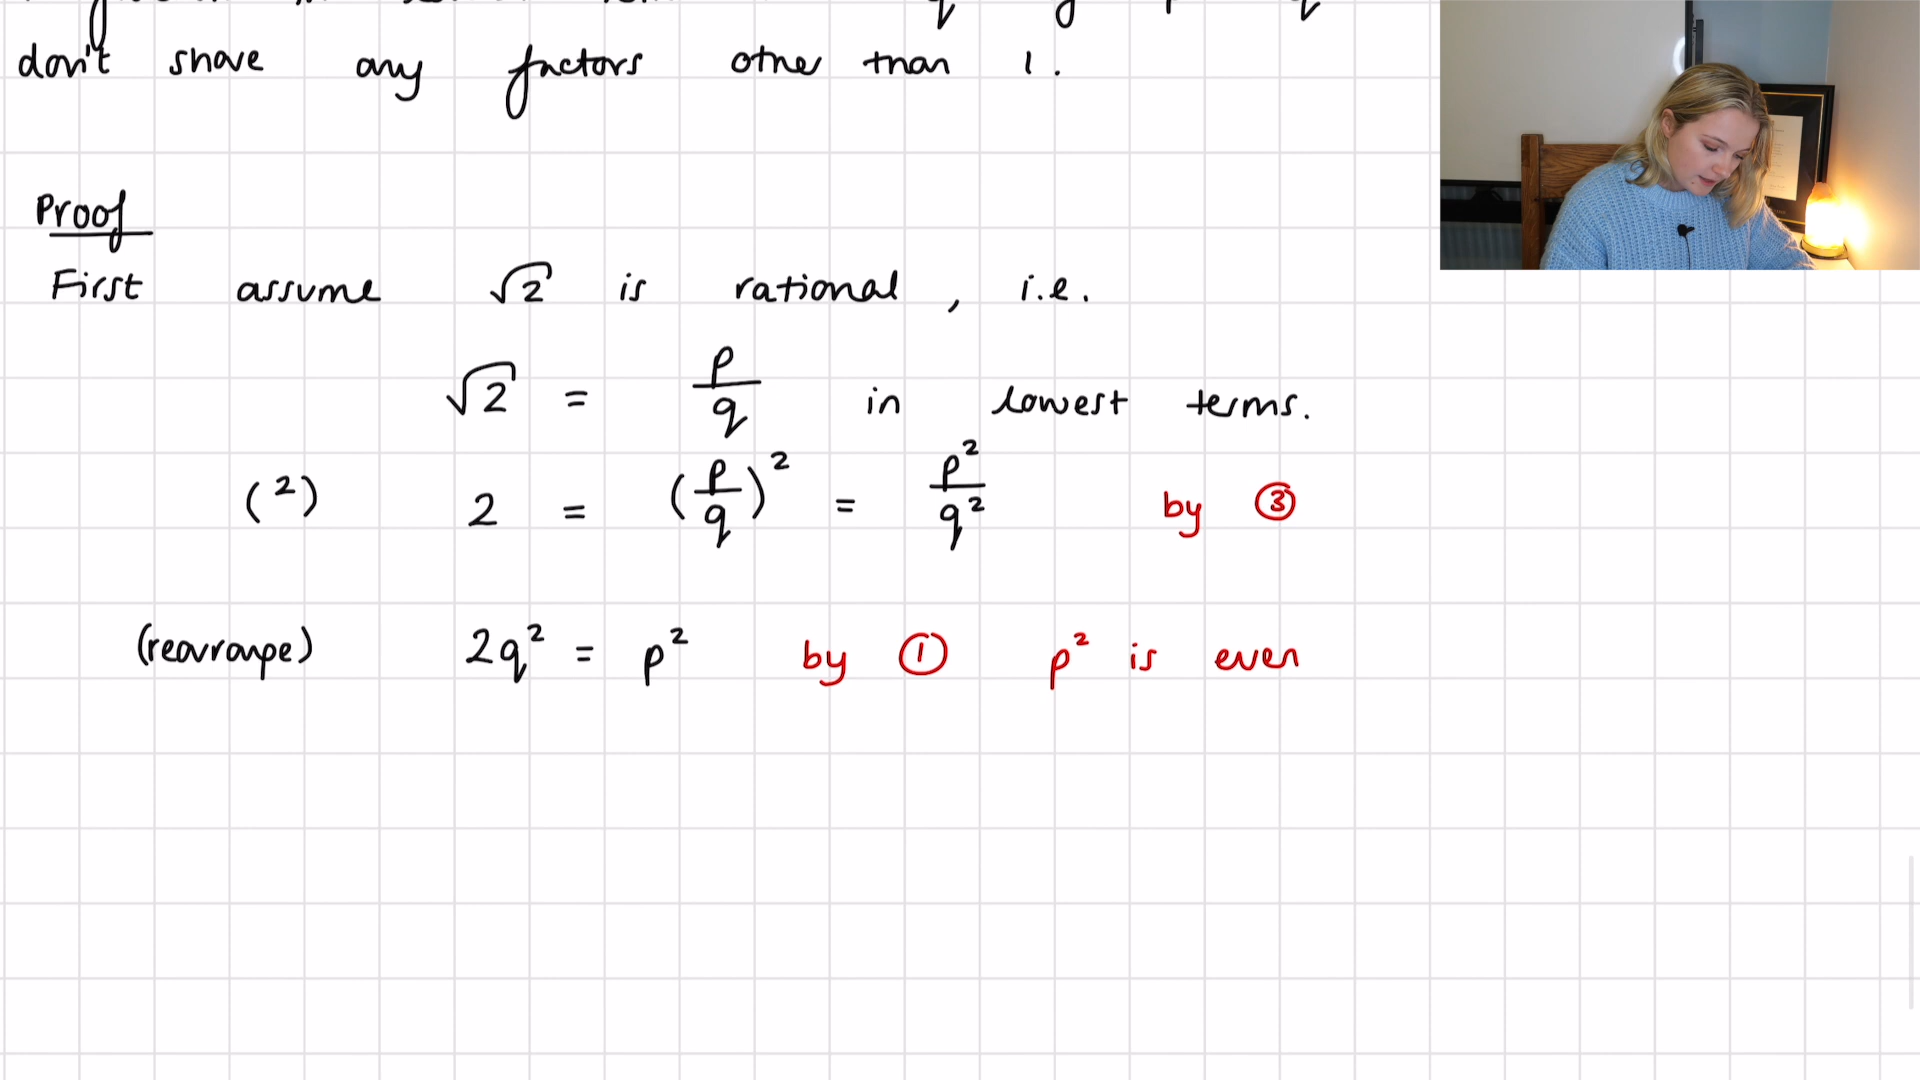 don't share any factors other than 1.
Proof
First assume √2 is rational, i.e.
√2 = p/q in lowest terms.
(²) 2 = (p/q)² = p²/q² by ③
(rearrange) 2q² = p² by ① p² is even